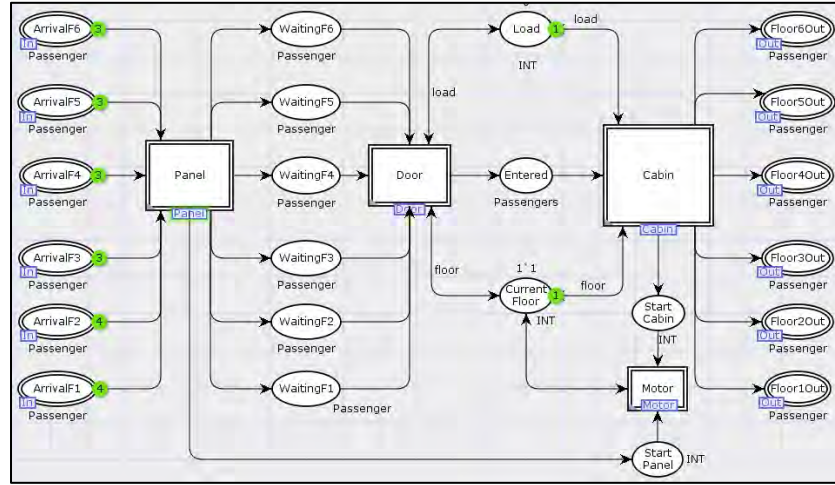 ArrivalF6
3
In
Passenger
ArrivalF5
3
In
Passenger
ArrivalF4
3
In
Passenger
ArrivalF3
3
In
Passenger
ArrivalF2
4
In
Passenger
ArrivalF1
4
In
Passenger
Panel
Panel
WaitingF6
Passenger
WaitingF5
Passenger
WaitingF4
Passenger
WaitingF3
Passenger
WaitingF2
Passenger
WaitingF1
Passenger
Door
Door
Load
1
load
INT
load
Entered
Passengers
floor
1`1
Current
Floor
1
floor
INT
Cabin
Cabin
Start
Cabin
INT
Motor
Motor
Start
Panel
INT
Floor6Out
Out
Passenger
Floor5Out
Out
Passenger
Floor4Out
Out
Passenger
Floor3Out
Out
Passenger
Floor2Out
Out
Passenger
Floor1Out
Out
Passenger